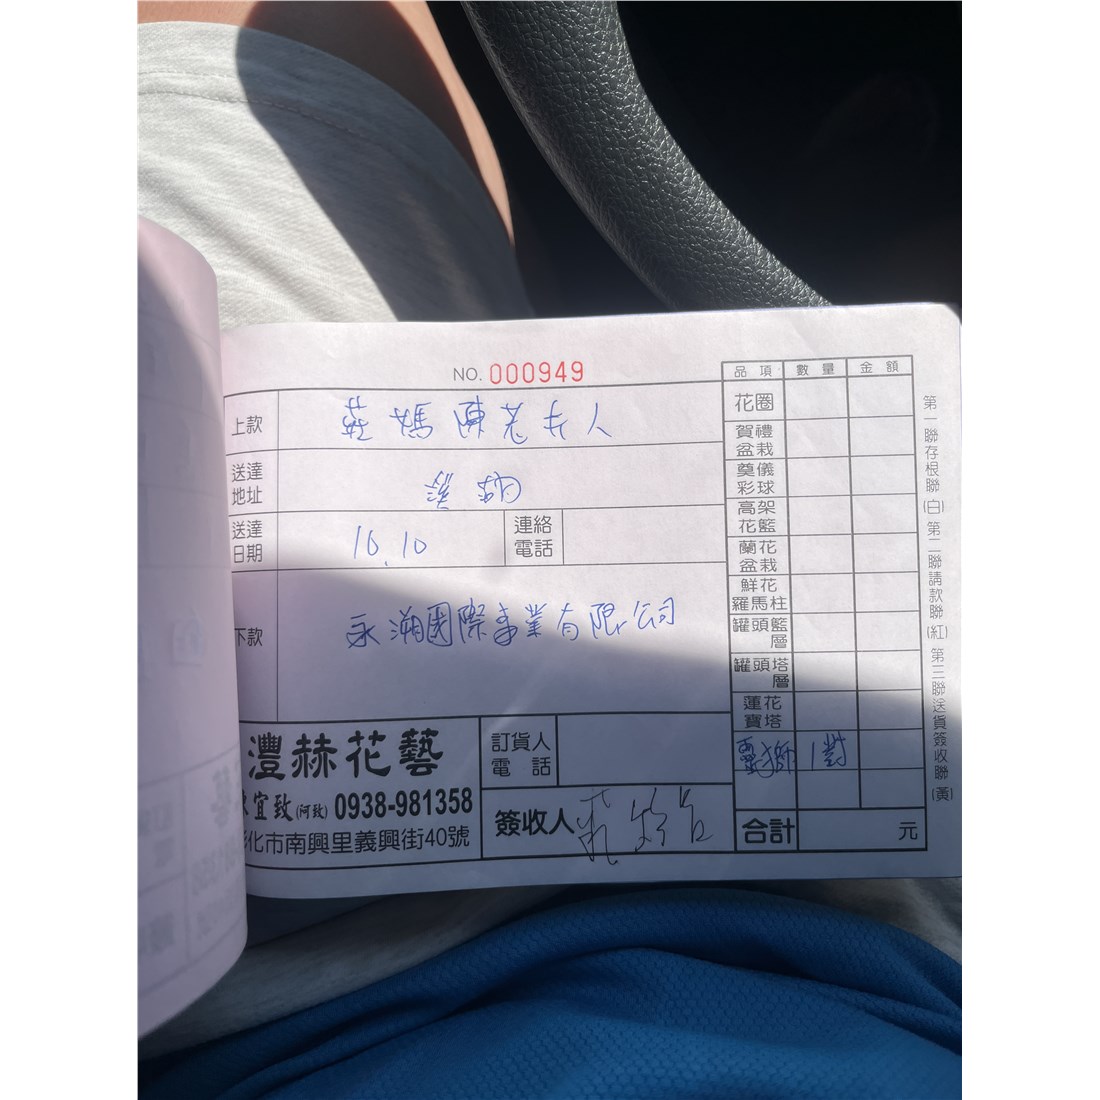 NO. 000949
上款 媽陳老夫人
送達地址
送達日期 10.10 連絡電話
下款 永 國際事業有限公司
灃赫花藝
宜致(阿致) 0938-981358
化市南興里義興街40號
訂貨人電話
簽收人
品項 數量 金額
花圈
賀禮盆栽
奠儀彩球
高架花籃
蘭花盆栽
鮮花羅馬柱
罐頭籃層
罐頭塔層
蓮花寶塔
1對
合計 元
第一聯存根聯(白) 第二聯請款聯(紅) 第三聯送貨簽收聯(黃)